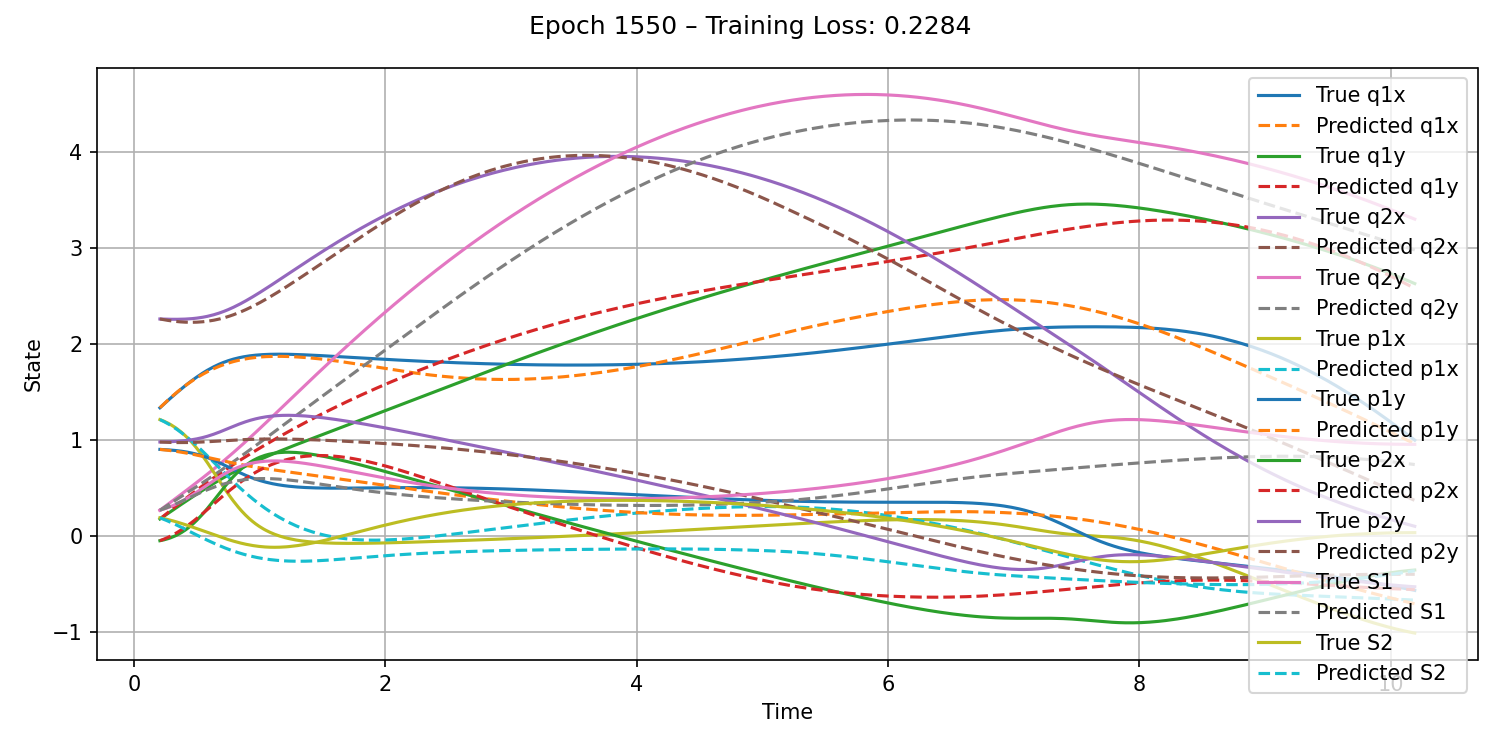 Epoch 1550 – Training Loss: 0.2284
State
4
3
2
1
0
−1
0
2
4
6
8
10
Time
True q1x
Predicted q1x
True q1y
Predicted q1y
True q2x
Predicted q2x
True q2y
Predicted q2y
True p1x
Predicted p1x
True p1y
Predicted p1y
True p2x
Predicted p2x
True p2y
Predicted p2y
True S1
Predicted S1
True S2
Predicted S2